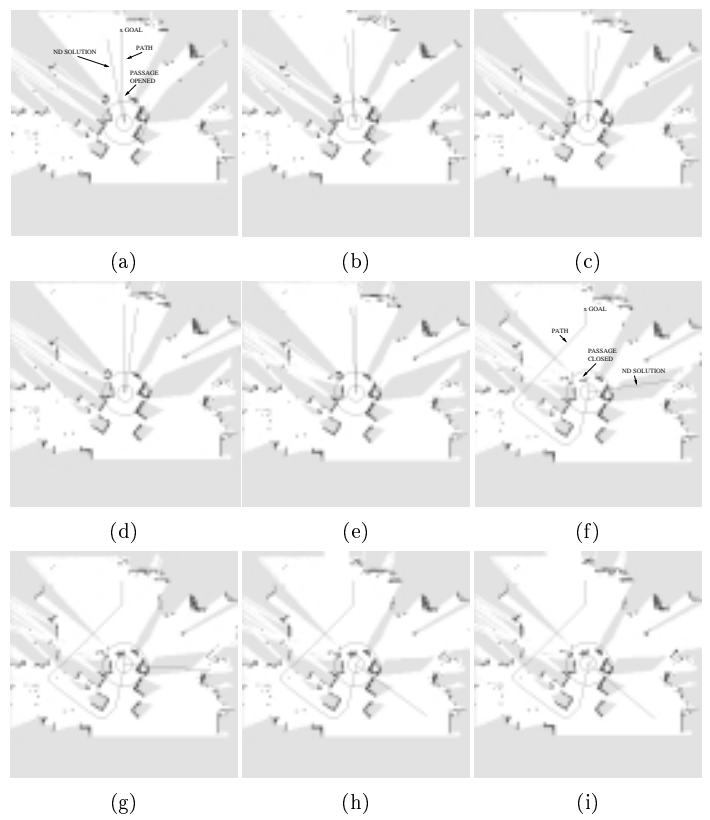 x GOAL
ND SOLUTION
PATH
PASSAGE
OPENED
(a)
(b)
(c)
x GOAL
PATH
PASSAGE
CLOSED
ND SOLUTION
(d)
(e)
(f)
(g)
(h)
(i)